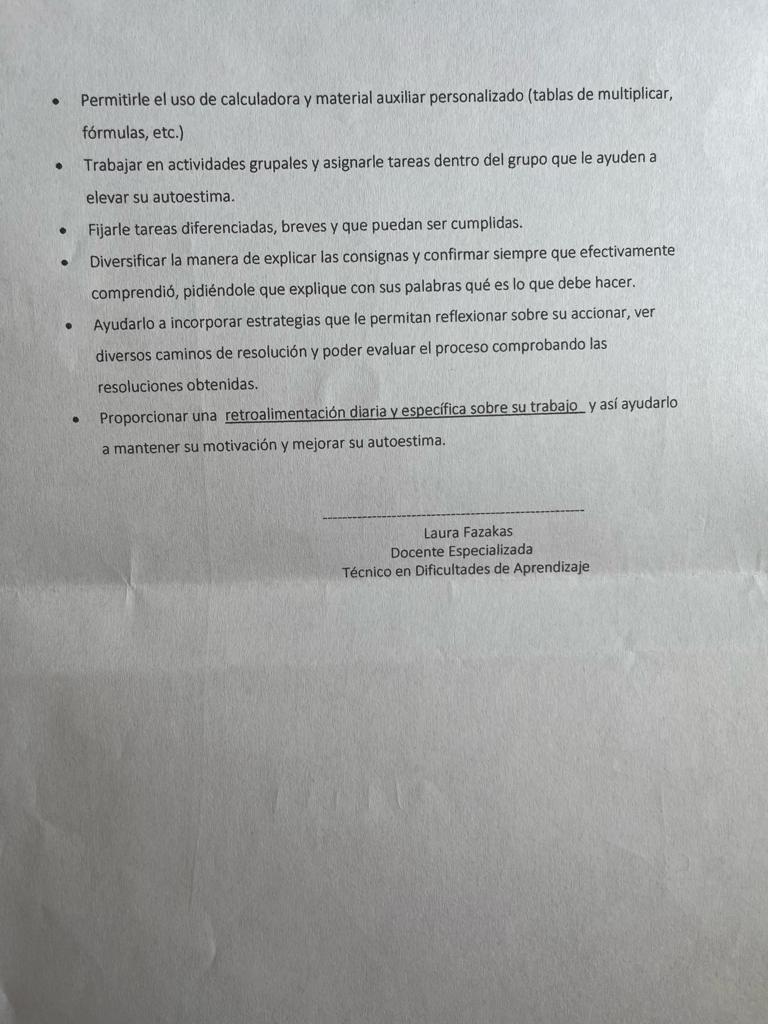 • Permitirle el uso de calculadora y material auxiliar personalizado (tablas de multiplicar,
fórmulas, etc.)
• Trabajar en actividades grupales y asignarle tareas dentro del grupo que le ayuden a
elevar su autoestima.
• Fijarle tareas diferenciadas, breves y que puedan ser cumplidas.
• Diversificar la manera de explicar las consignas y confirmar siempre que efectivamente
comprendió, pidiéndole que explique con sus palabras qué es lo que debe hacer.
• Ayudarlo a incorporar estrategias que le permitan reflexionar sobre su accionar, ver
diversos caminos de resolución y poder evaluar el proceso comprobando las
resoluciones obtenidas.
• Proporcionar una retroalimentación diaria y específica sobre su trabajo y así ayudarlo
a mantener su motivación y mejorar su autoestima.
Laura Fazakas
Docente Especializada
Técnico en Dificultades de Aprendizaje